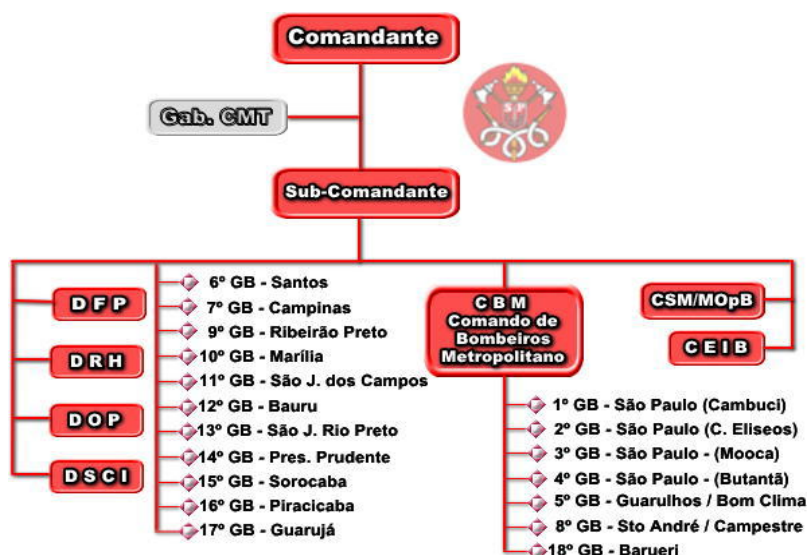 Comandante
Gab. CMT
S P
Sub-Comandante
D F P
D R H
D O P
D S C I
6º GB - Santos
7º GB - Campinas
9º GB - Ribeirão Preto
10º GB - Marília
11º GB - São J. dos Campos
12º GB - Bauru
13º GB - São J. Rio Preto
14º GB - Pres. Prudente
15º GB - Sorocaba
16º GB - Piracicaba
17º GB - Guarujá
C B M
Comando de
Bombeiros
Metropolitano
1º GB - São Paulo (Cambuci)
2º GB - São Paulo (C. Eliseos)
3º GB - São Paulo - (Mooca)
4º GB - São Paulo - (Butantã)
5º GB - Guarulhos / Bom Clima
8º GB - Sto André / Campestre
18º GB - Barueri
CSM/MOpB
C E I B